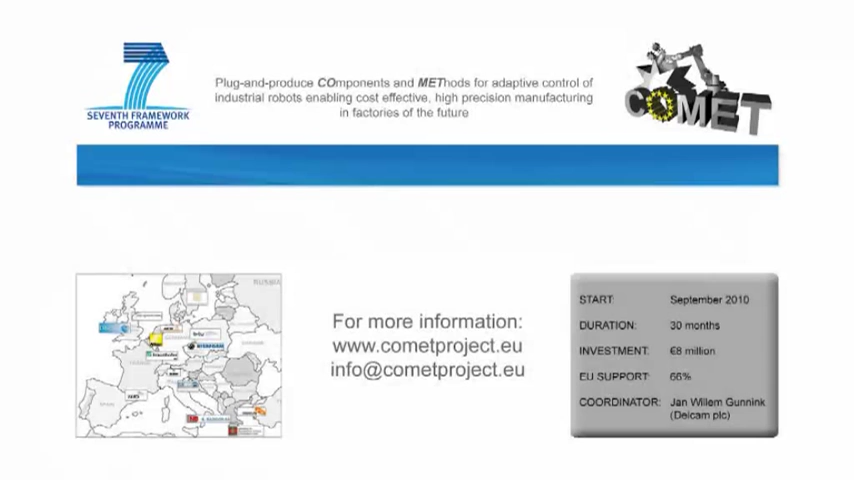 7
SEVENTH FRAMEWORK
PROGRAMME
Plug-and-produce COmponents and METhods for adaptive control of
industrial robots enabling cost effective, high precision manufacturing
in factories of the future
COMET
For more information:
www.cometproject.eu
info@cometproject.eu
START: September 2010
DURATION: 30 months
INVESTMENT: €8 million
EU SUPPORT: 66%
COORDINATOR: Jan Willem Gunnink
(Delcam plc)